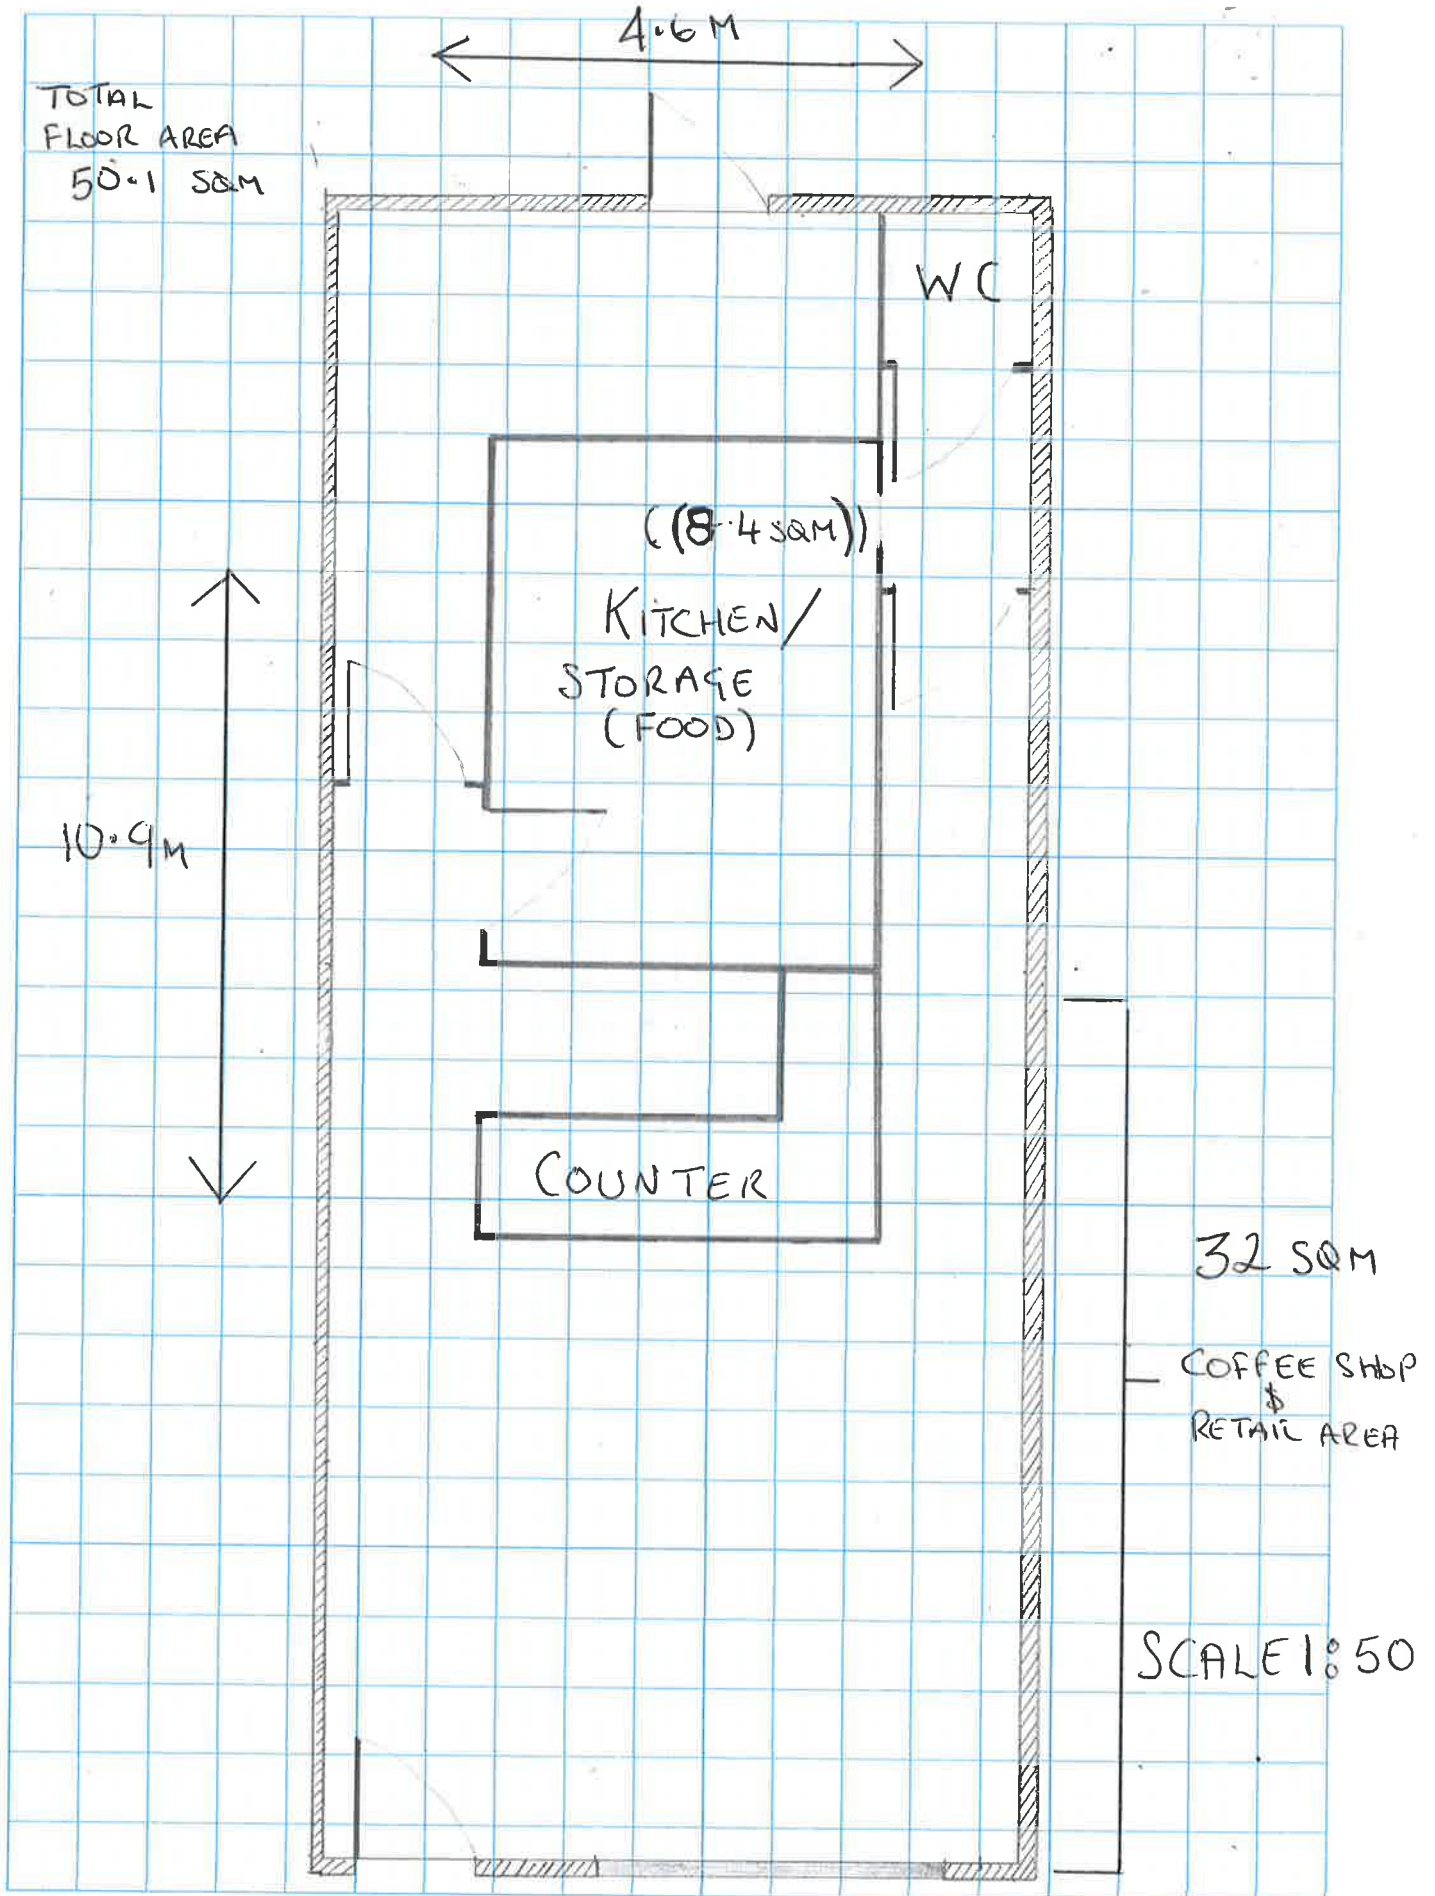 4.6M
TOTAL
FLOOR AREA
50.1 SQM
WC
((8.4 SQM))
KITCHEN/
STORAGE
(FOOD)
10.9M
COUNTER
32 SQM
COFFEE SHOP
&
RETAIL AREA
SCALE 1:50